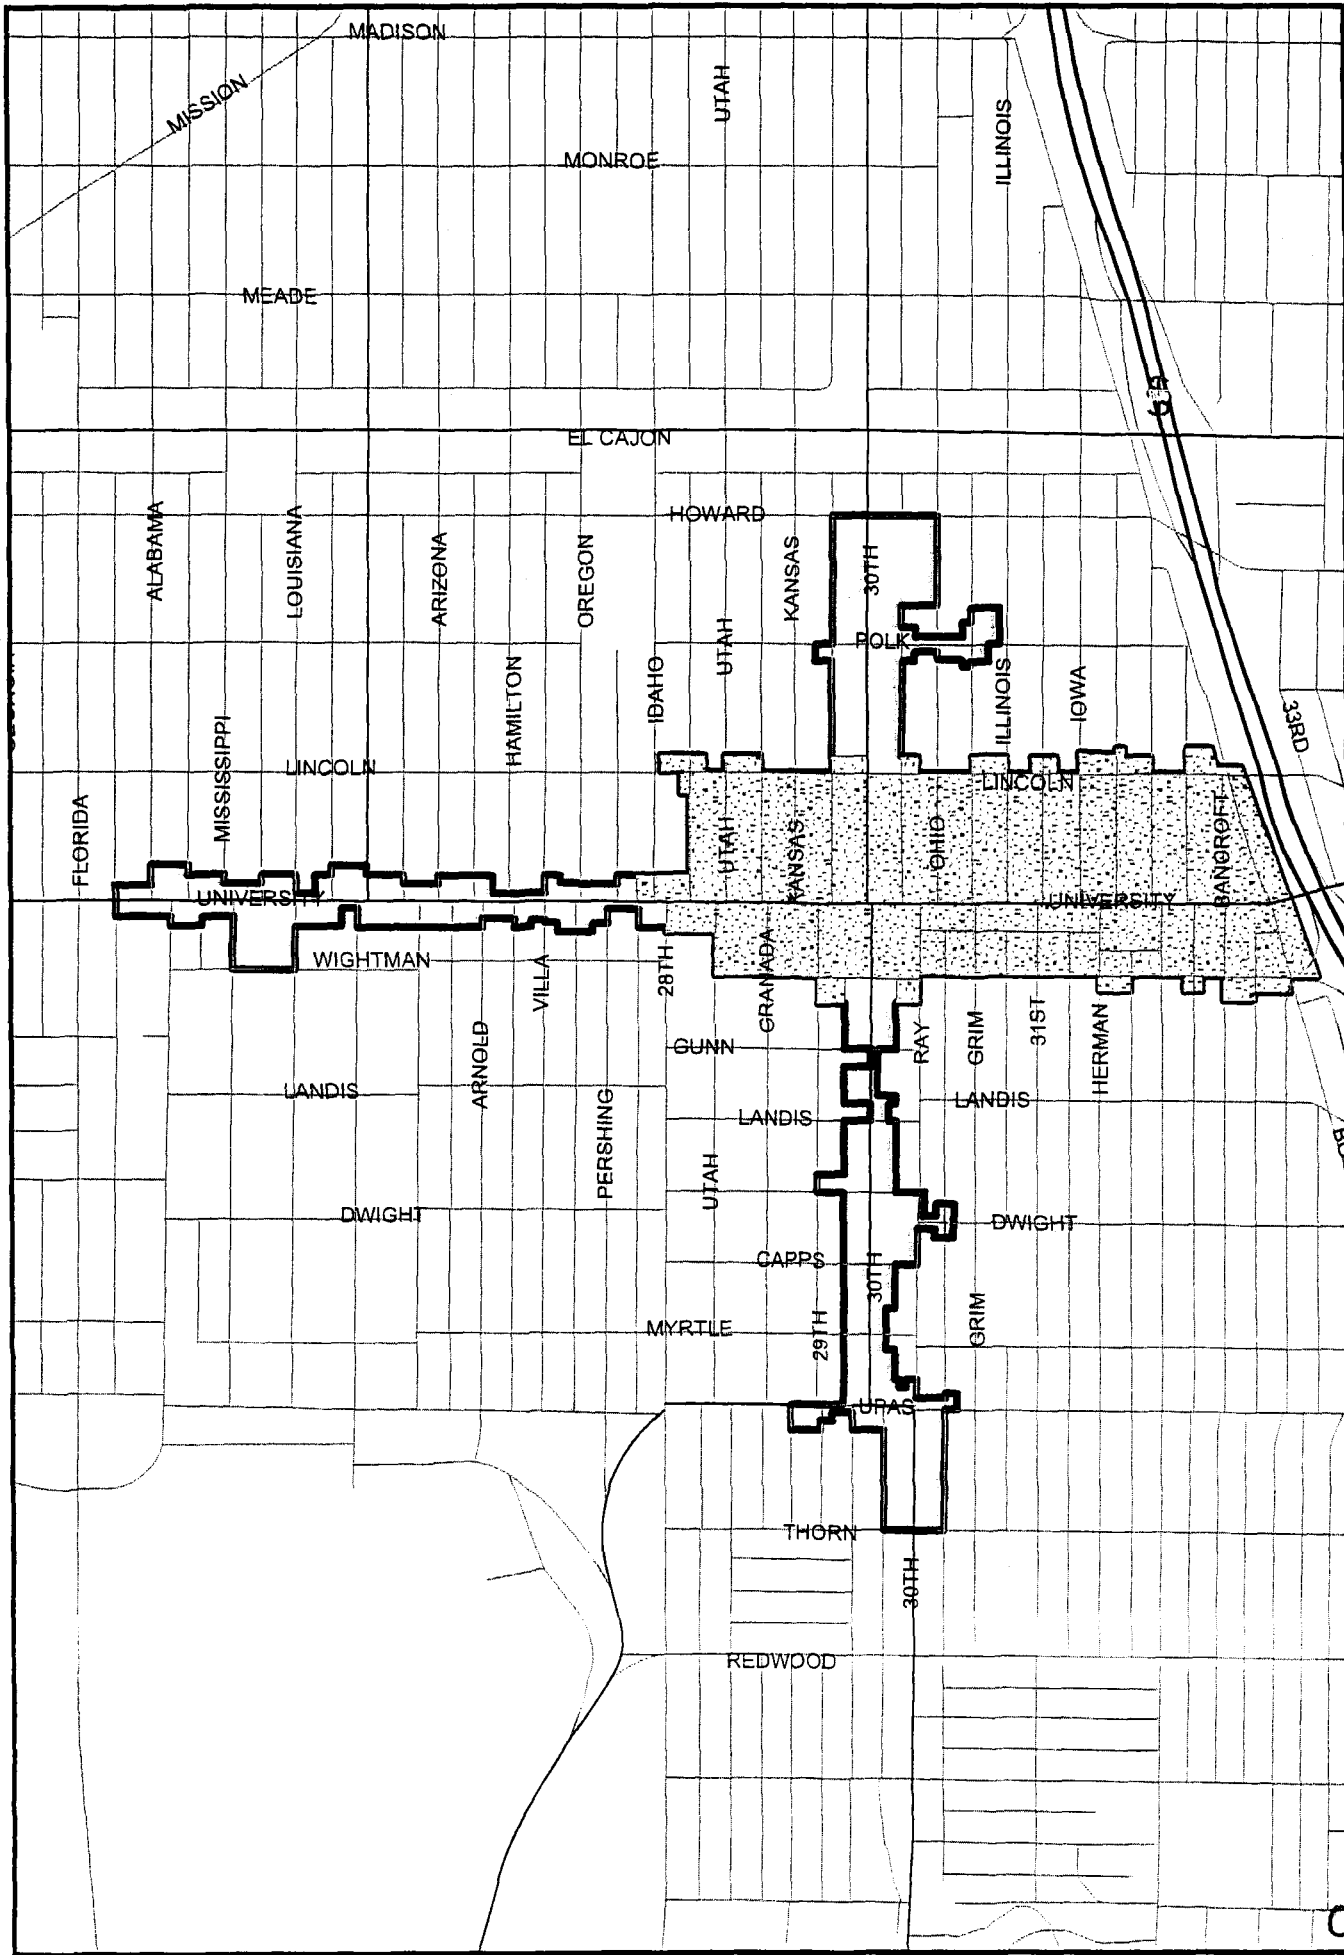 MADISON
UTAH
MISSION
ILLINOIS
MONROE
MEADE
EL CAJON
HOWARD
ALABAMA
LOUISIANA
ARIZONA
OREGON
KANSAS
30TH
POLK
UTAH
IDAHO
HAMILTON
ILLINOIS
IOWA
33RD
MISSISSIPPI
LINCOLN
LINCOLN
FLORIDA
UTAH
KANSAS
OHIO
BANCROFT
UNIVERSITY
UNIVERSITY
WIGHTMAN
VILLA
28TH
GRANADA
GUNN
RAY
GRIM
31ST
HERMAN
LANDIS
ARNOLD
PERSHING
LANDIS
LANDIS
UTAH
DWIGHT
DWIGHT
CAPPS
30TH
MYRTLE
29TH
GRIM
UPAS
THORN
30TH
REDWOOD